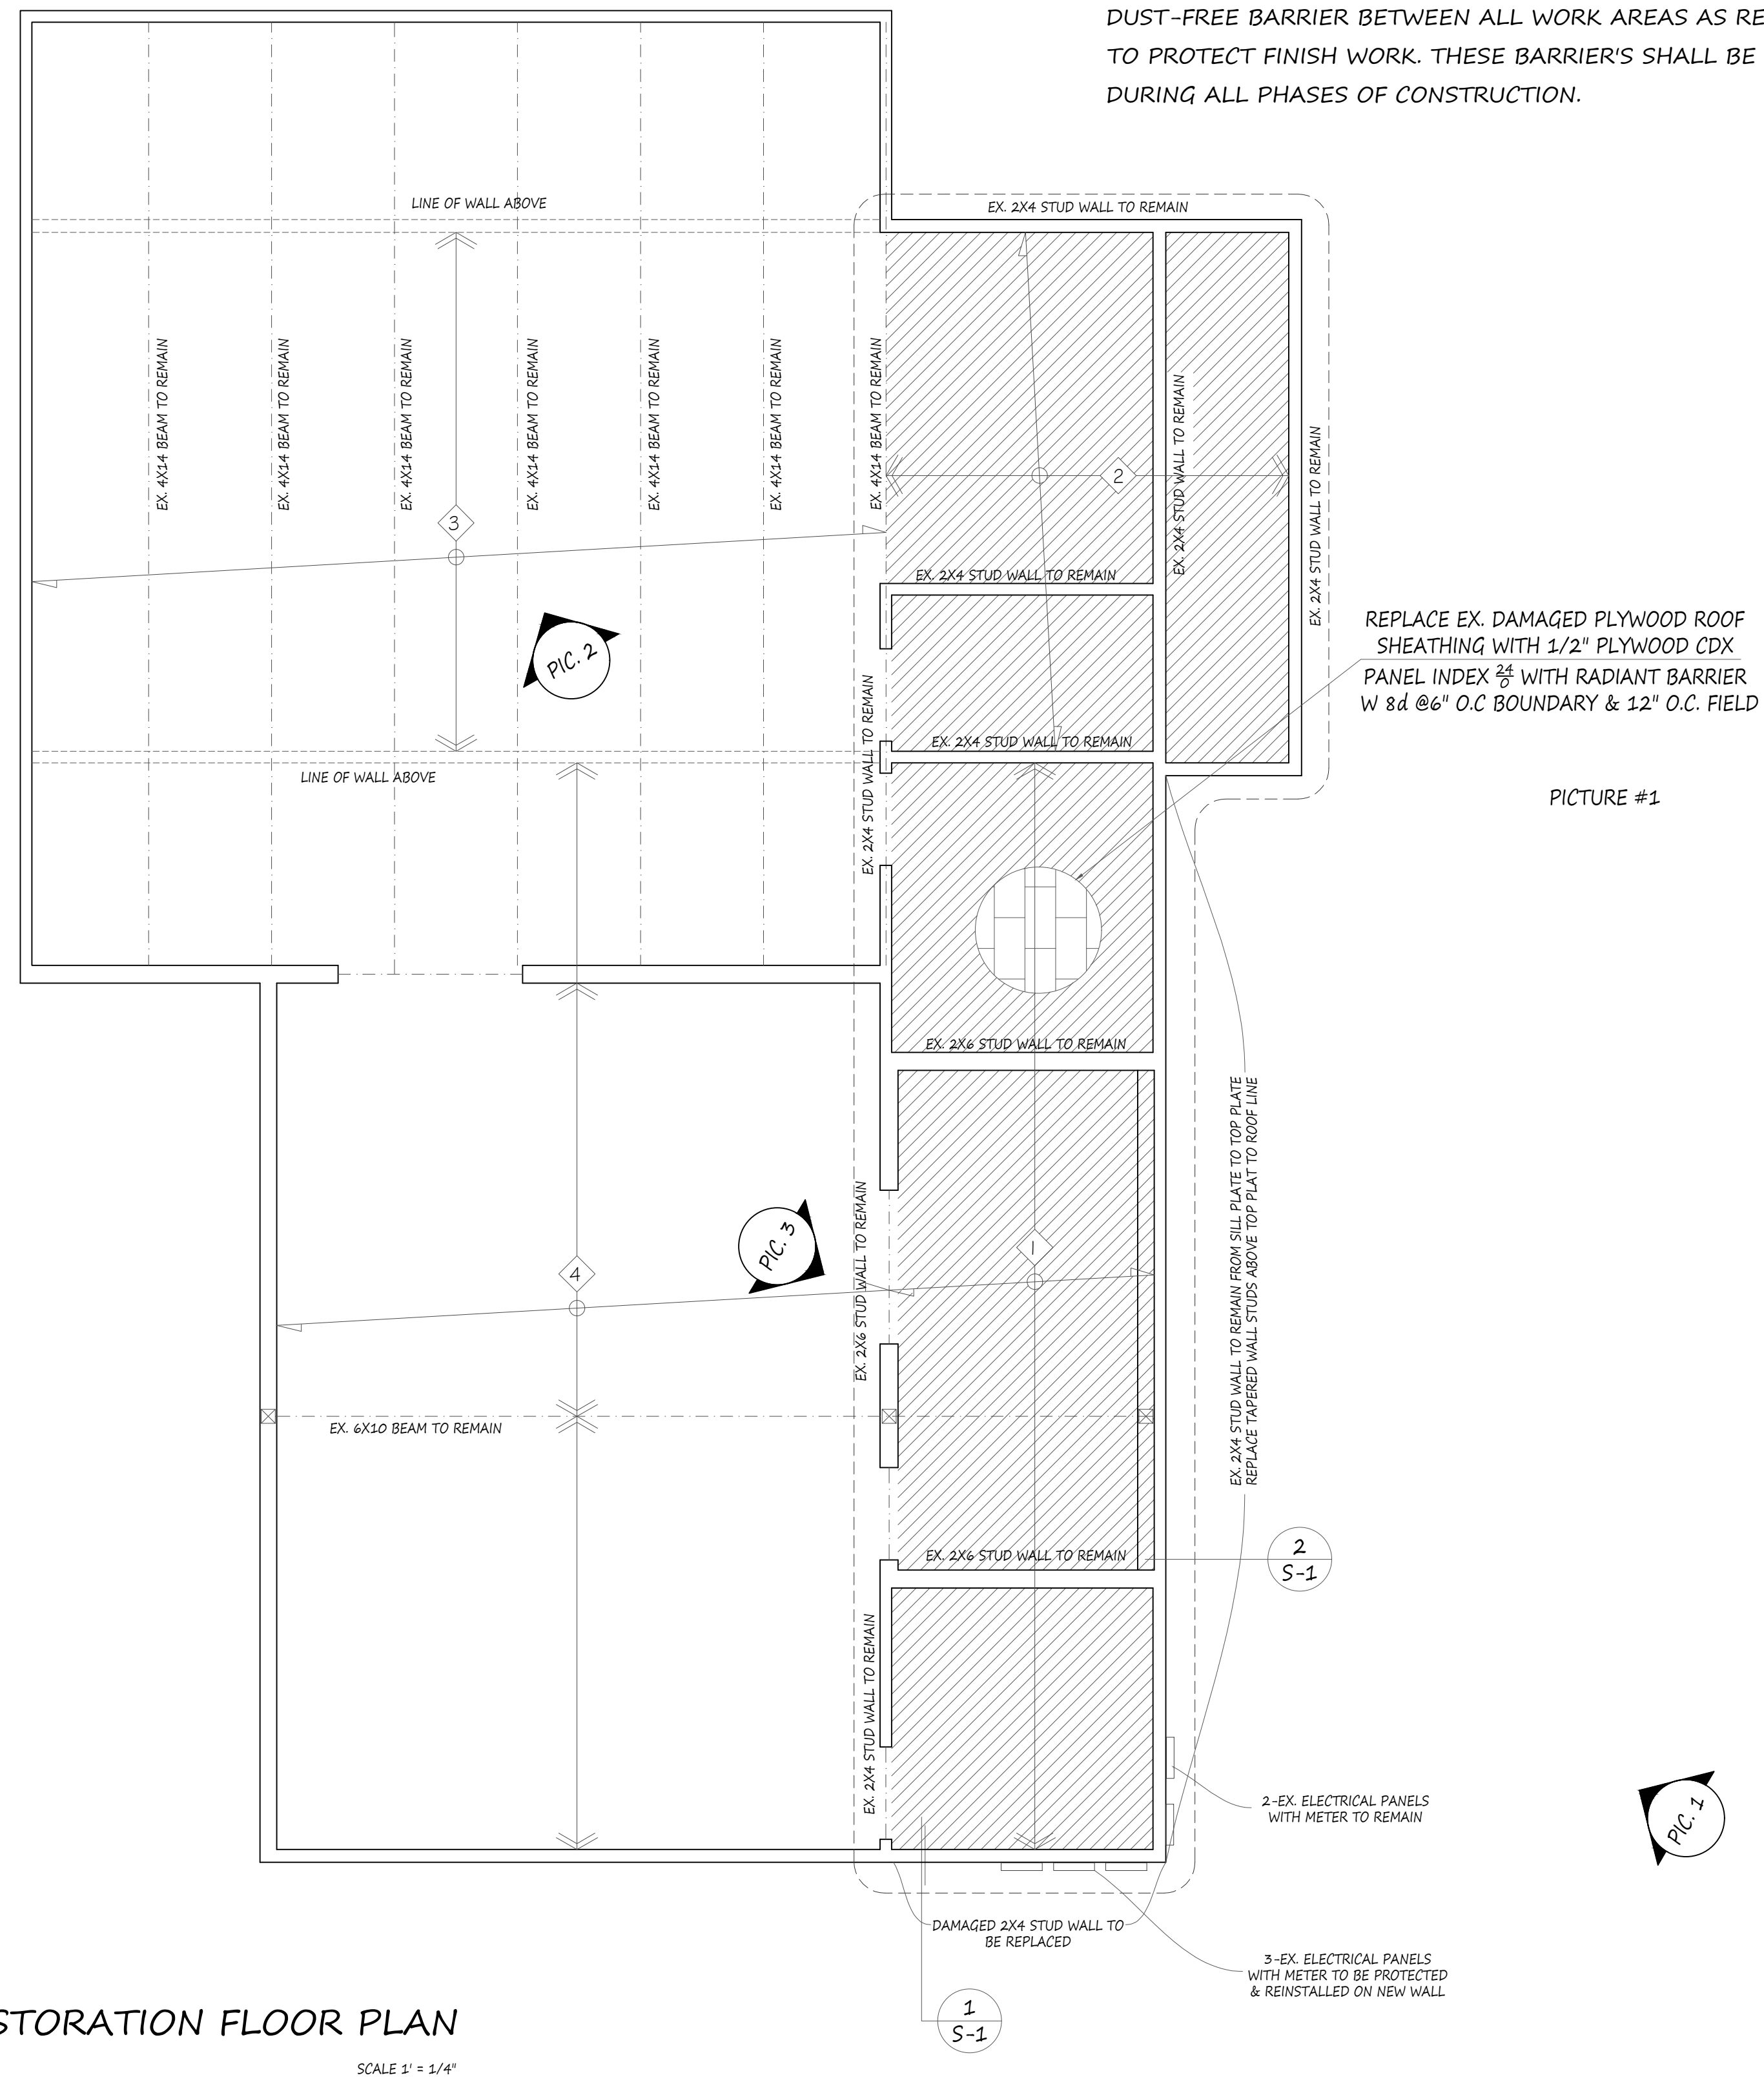 DUST-FREE BARRIER BETWEEN ALL WORK AREAS AS RE
TO PROTECT FINISH WORK. THESE BARRIER'S SHALL BE
DURING ALL PHASES OF CONSTRUCTION.
LINE OF WALL ABOVE
EX. 2X4 STUD WALL TO REMAIN
EX. 4X14 BEAM TO REMAIN
EX. 4X14 BEAM TO REMAIN
EX. 4X14 BEAM TO REMAIN
EX. 4X14 BEAM TO REMAIN
EX. 4X14 BEAM TO REMAIN
EX. 4X14 BEAM TO REMAIN
EX. 4X14 BEAM TO REMAIN
EX. 2X4 STUD WALL TO REMAIN
EX. 2X4 STUD WALL TO REMAIN
2
3
EX. 2X4 STUD WALL TO REMAIN
PIC. 2
REPLACE EX. DAMAGED PLYWOOD ROOF
SHEATHING WITH 1/2" PLYWOOD CDX
PANEL INDEX 24/0 WITH RADIANT BARRIER
W 8d @6" O.C BOUNDARY & 12" O.C. FIELD
EX. 2X4 STUD WALL TO REMAIN
EX. 2X4 STUD WALL TO REMAIN
LINE OF WALL ABOVE
PICTURE #1
EX. 2X6 STUD WALL TO REMAIN
EX. 2X4 STUD WALL TO REMAIN FROM SILL PLATE TO TOP PLATE
REPLACE TAPERED WALL STUDS ABOVE TOP PLAT TO ROOF LINE
EX. 2X6 STUD WALL TO REMAIN
PIC. 3
1
4
EX. 6X10 BEAM TO REMAIN
EX. 2X6 STUD WALL TO REMAIN
2
S-1
EX. 2X4 STUD WALL TO REMAIN
2-EX. ELECTRICAL PANELS
WITH METER TO REMAIN
PIC. 1
DAMAGED 2X4 STUD WALL TO
BE REPLACED
3-EX. ELECTRICAL PANELS
WITH METER TO BE PROTECTED
& REINSTALLED ON NEW WALL
1
S-1
STORATION FLOOR PLAN
SCALE 1' = 1/4"